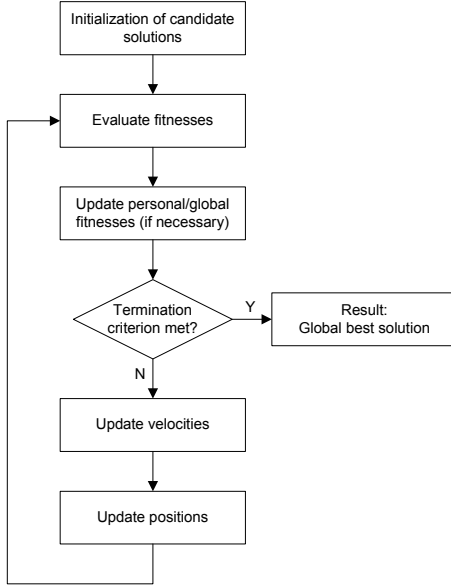 Initialization of candidate
solutions
Evaluate fitnesses
Update personal/global
fitnesses (if necessary)
Termination
criterion met?
Y
Result:
Global best solution
N
Update velocities
Update positions